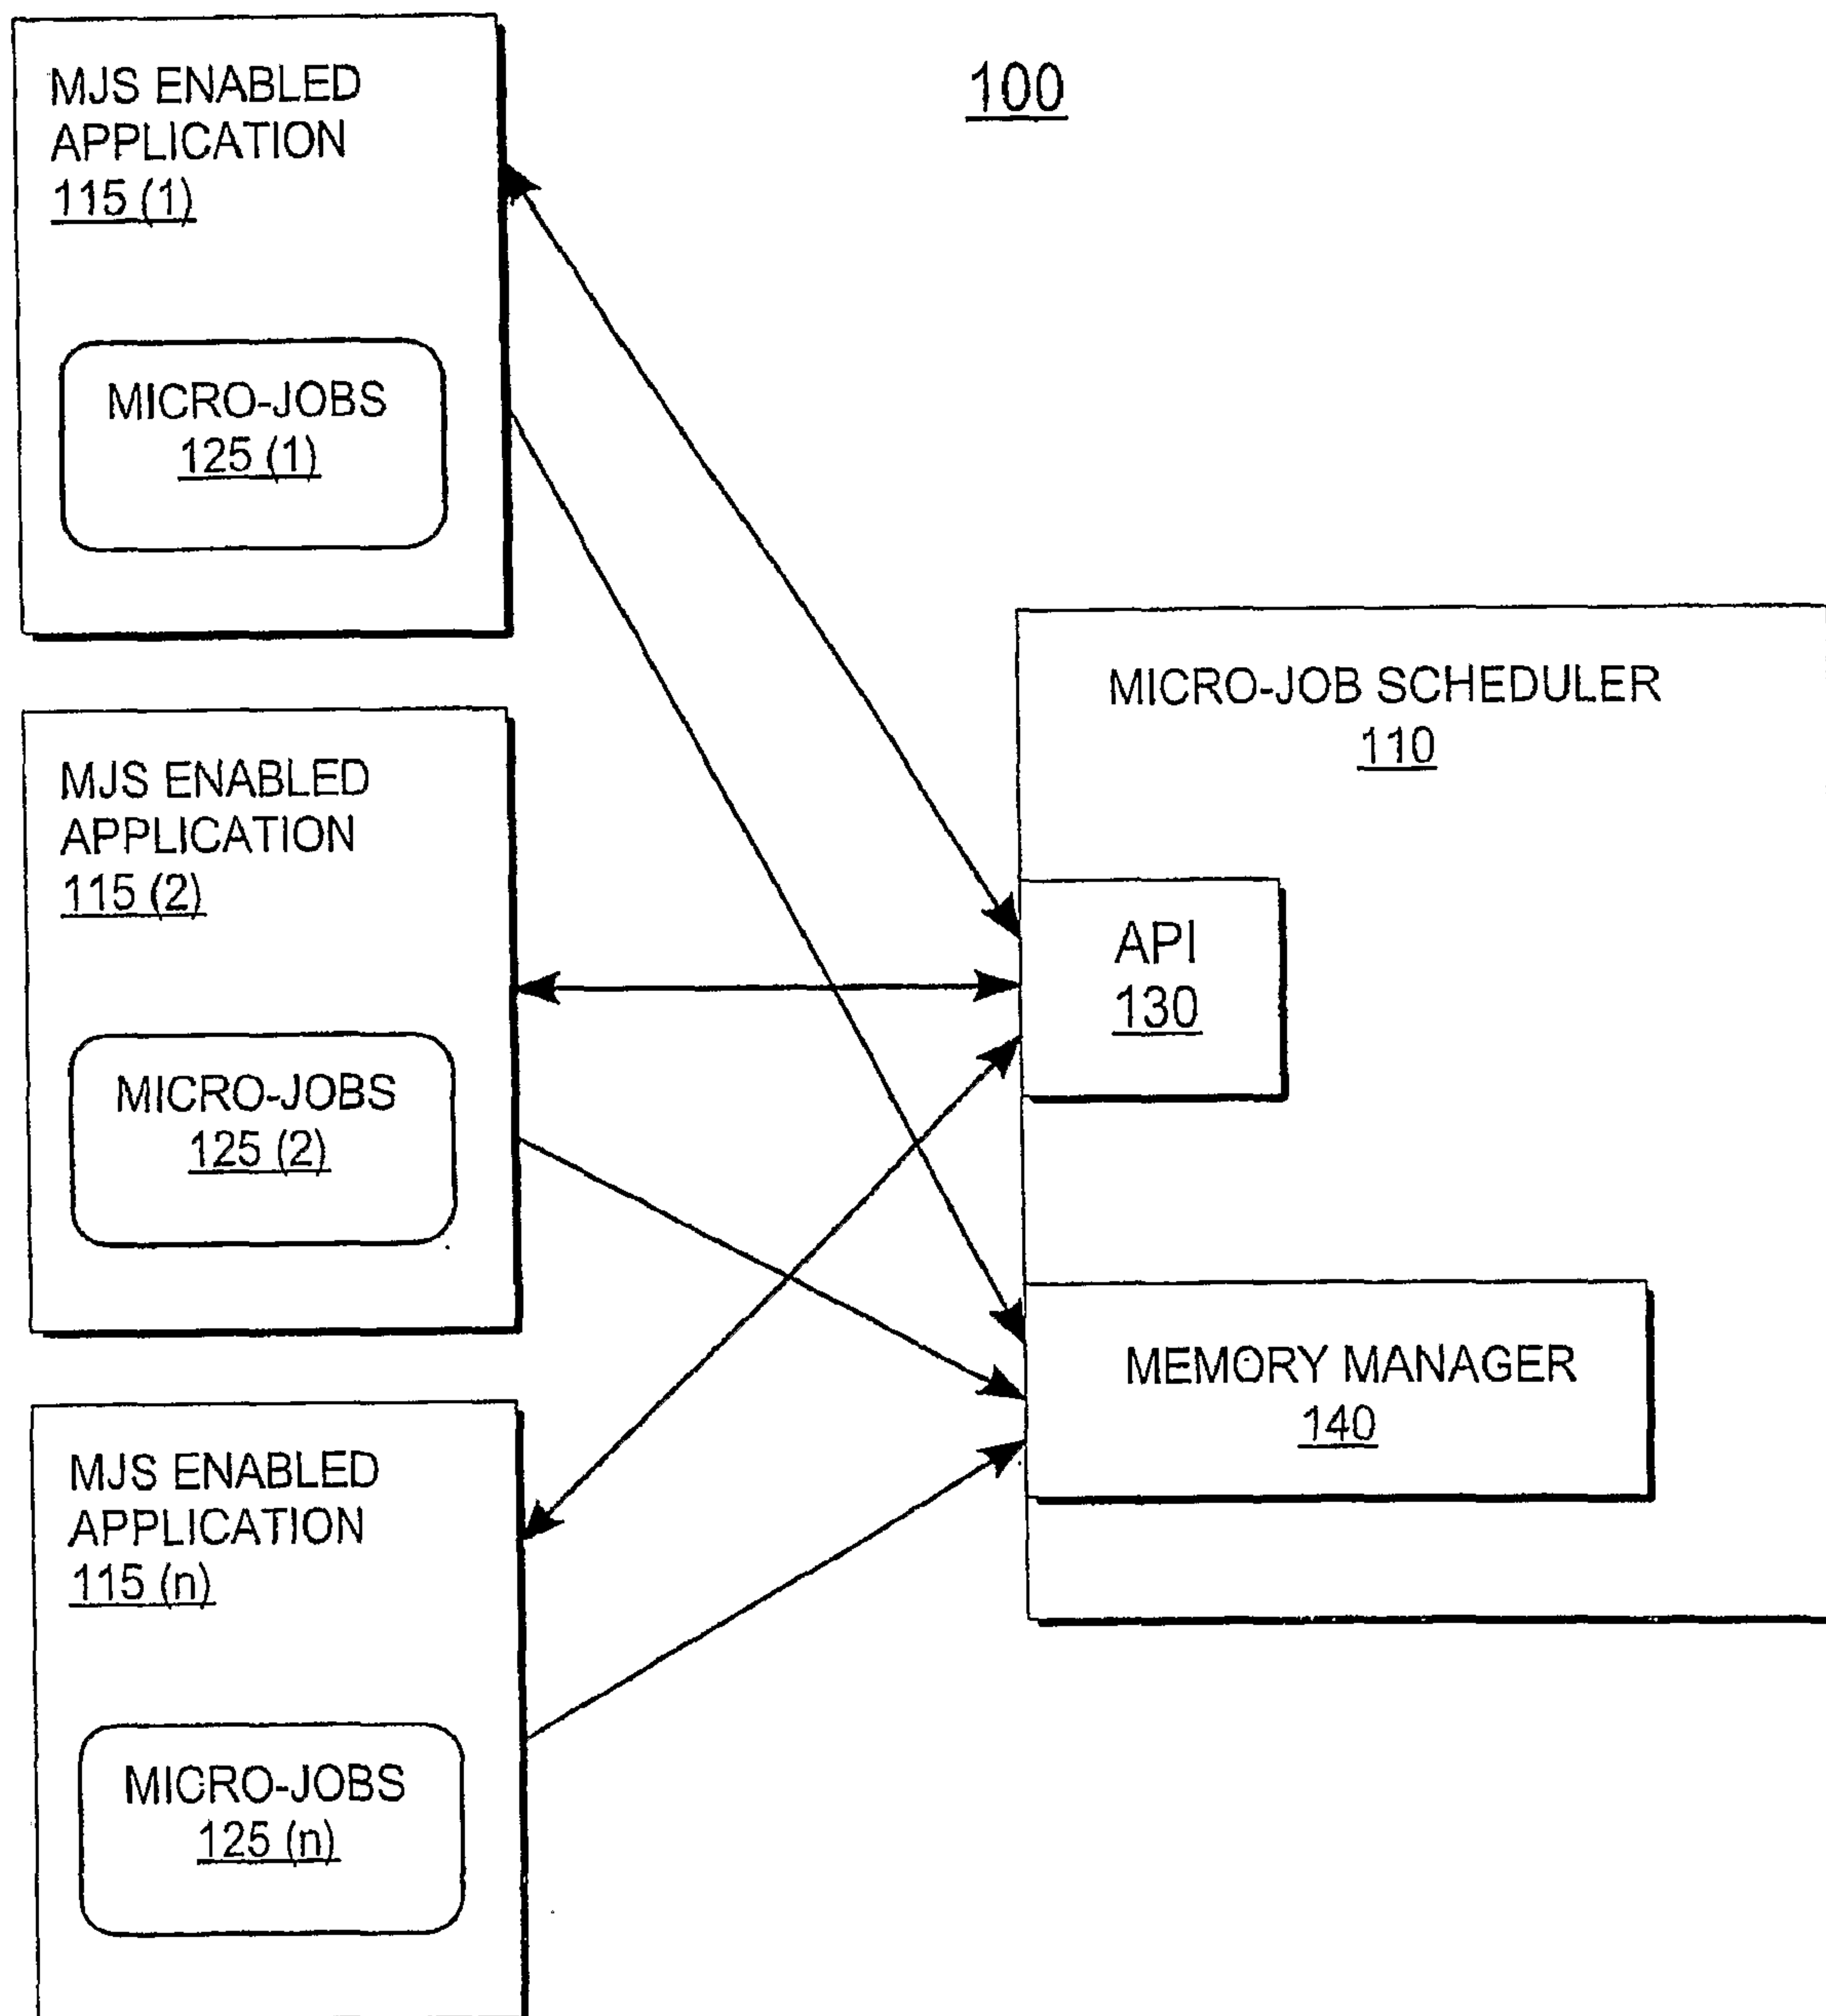 100
MJS ENABLED
APPLICATION
115 (1)
MICRO-JOBS
125 (1)
MJS ENABLED
APPLICATION
115 (2)
MICRO-JOBS
125 (2)
MJS ENABLED
APPLICATION
115 (n)
MICRO-JOBS
125 (n)
MICRO-JOB SCHEDULER
110
API
130
MEMORY MANAGER
140